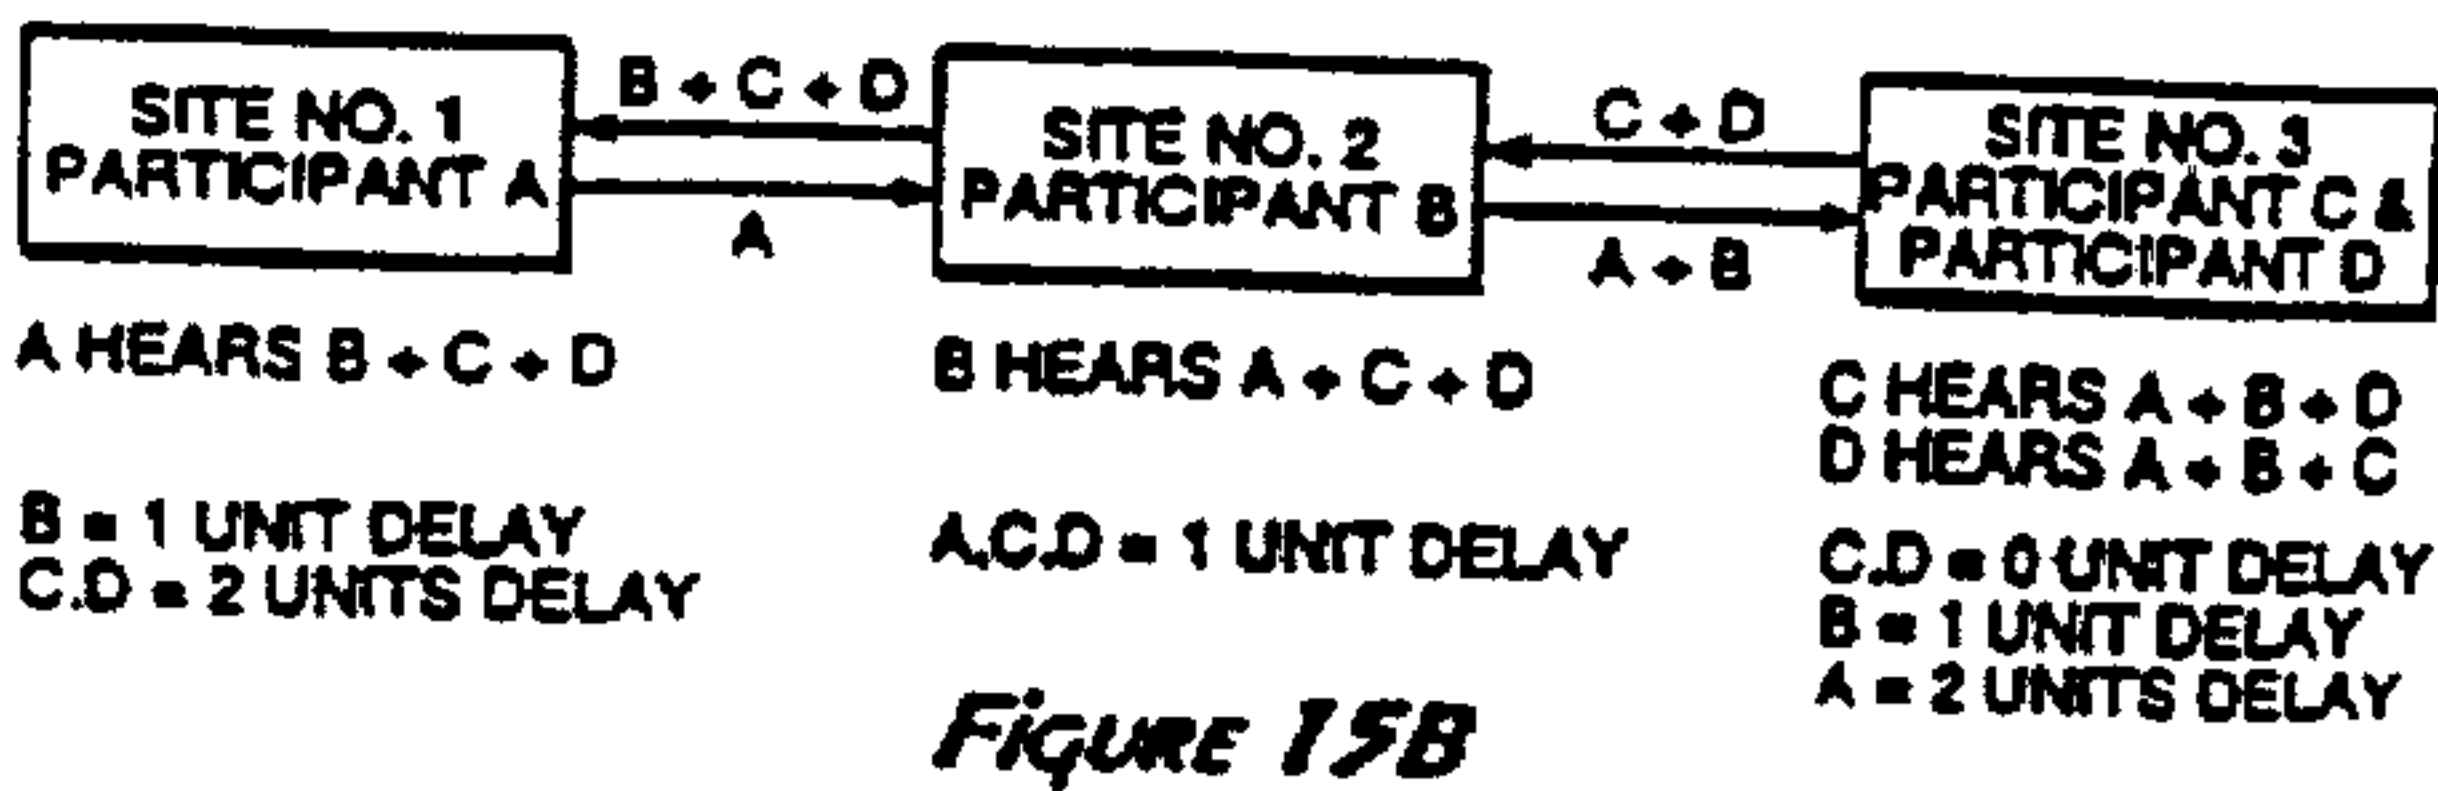 SITE NO. 1
PARTICIPANT A
B + C + D
A
SITE NO. 2
PARTICIPANT B
C + D
A + B
SITE NO. 3
PARTICIPANT C &
PARTICIPANT D
A HEARS B + C + D
B = 1 UNIT DELAY
C.D = 2 UNITS DELAY
B HEARS A + C + D
A.C.D = 1 UNIT DELAY
C HEARS A + B + D
D HEARS A + B + C
C.D = 0 UNIT DELAY
B = 1 UNIT DELAY
A = 2 UNITS DELAY
FIGURE 15B